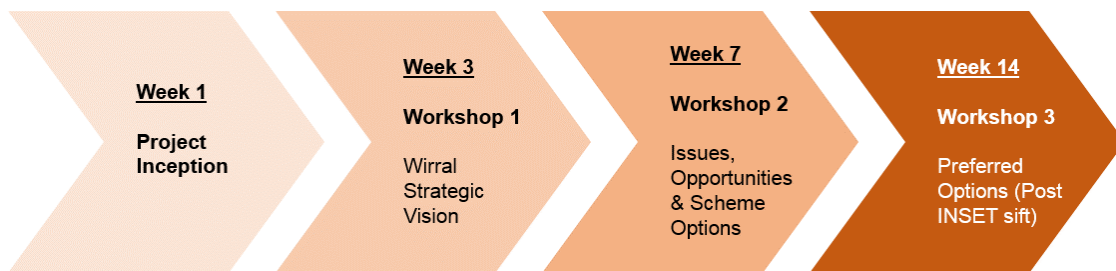 Week 1
Project
Inception
Week 3
Workshop 1
Wirral
Strategic
Vision
Week 7
Workshop 2
Issues,
Opportunities
& Scheme
Options
Week 14
Workshop 3
Preferred
Options (Post
INSET sift)